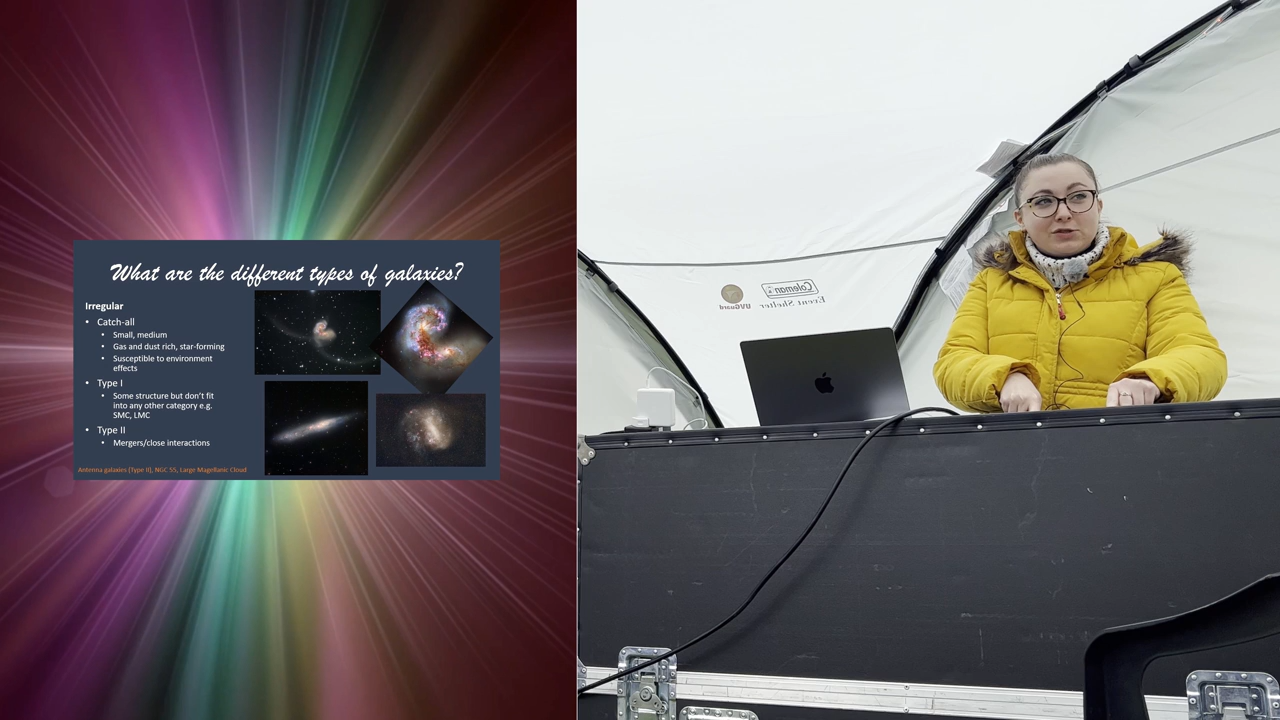 What are the different types of galaxies?
Irregular
• Catch-all
• Small, medium
• Gas and dust rich, star-forming
• Susceptible to environment
effects
• Type I
• Some structure but don't fit
into any other category e.g.
SMC, LMC
• Type II
• Mergers/close interactions
Antenna galaxies (Type II), NGC 55, Large Magellanic Cloud
Coleman
UVGuard
Event Shelter